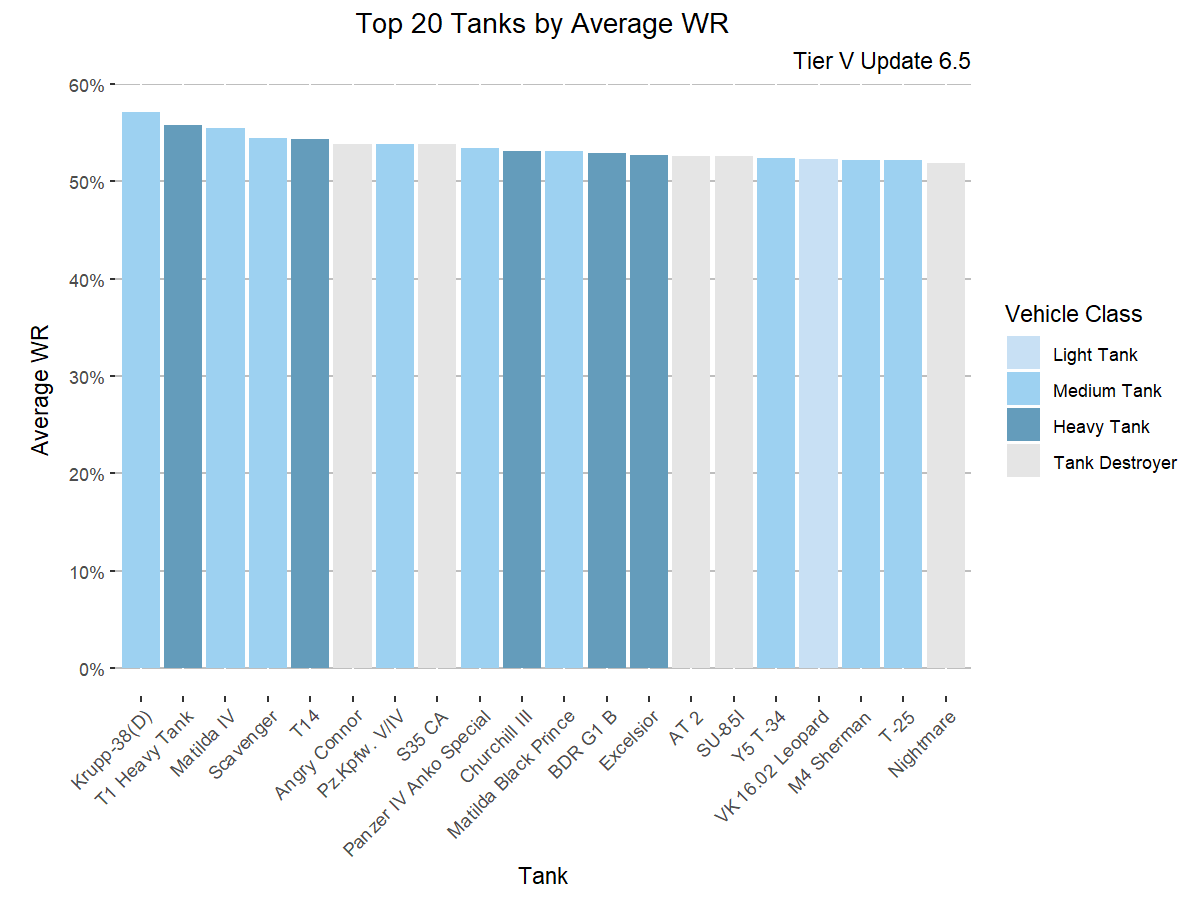 Top 20 Tanks by Average WR
Tier V Update 6.5
60%
50%
40%
30%
20%
10%
0%
Average WR
Krupp-38(D)
T1 Heavy Tank
Matilda IV
Scavenger
T14
Angry Connor
Pz.Kpfw. V/IV
S35 CA
Panzer IV Anko Special
Churchill III
Matilda Black Prince
BDR G1 B
Excelsior
AT 2
SU-85I
Y5 T-34
VK 16.02 Leopard
M4 Sherman
T-25
Nightmare
Tank
Vehicle Class
Light Tank
Medium Tank
Heavy Tank
Tank Destroyer